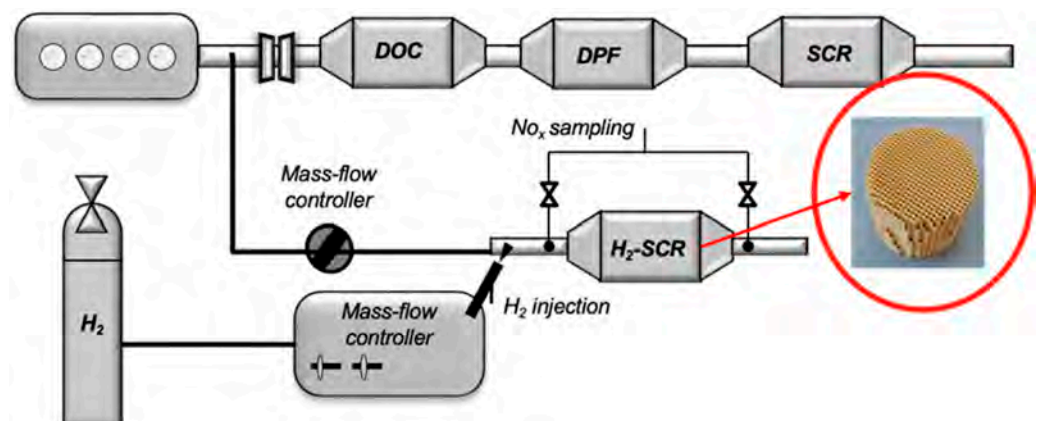 DOC
DPF
SCR
Noₓ sampling
Mass-flow
controller
H₂-SCR
H₂ injection
Mass-flow
controller
H₂